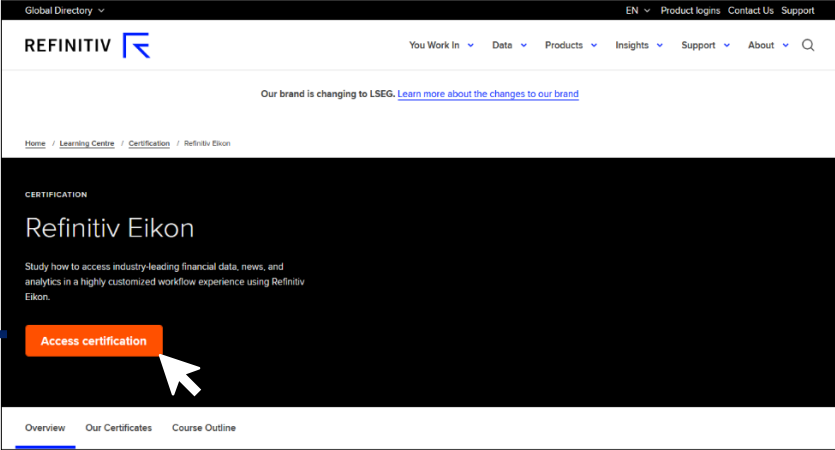 Global Directory
EN Product logins Contact Us Support
REFINITIV
You Work In Data Products Insights Support About
Our brand is changing to LSEG. Learn more about the changes to our brand
Home / Learning Centre / Certification / Refinitiv Eikon
CERTIFICATION
Refinitiv Eikon
Study how to access industry-leading financial data, news, and
analytics in a highly customized workflow experience using Refinitiv
Eikon.
Access certification
Overview Our Certificates Course Outline